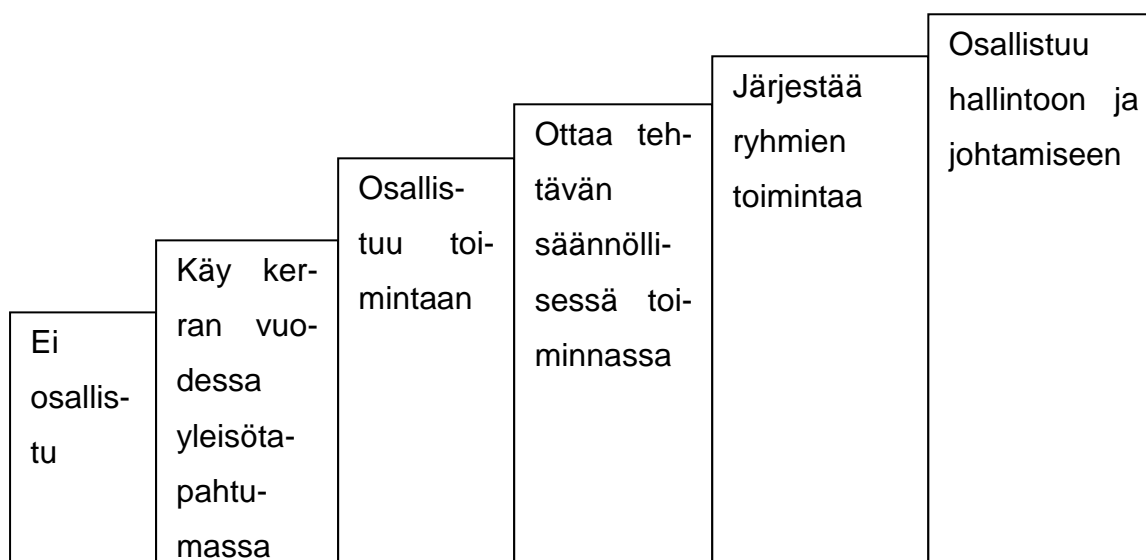 Ei
osallis-
tu
Käy ker-
ran vuo-
dessa
yleisöta-
pahtu-
massa
Osallis-
tuu toi-
mintaan
Ottaa teh-
tävän
säännölli-
sessä toi-
minnassa
Järjestää
ryhmien
toimintaa
Osallistuu
hallintoon ja
johtamiseen